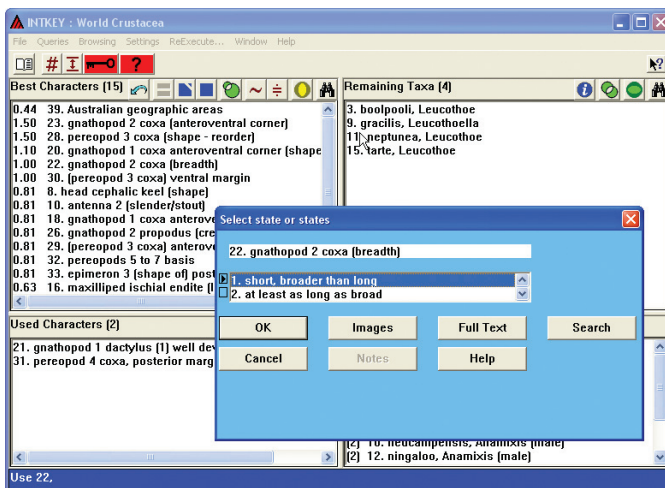 INTKEY : World Crustacea
File Queries Browsing Settings ReExecute... Window Help
Best Characters (15)
0.44 39. Australian geographic areas
1.50 23. gnathopod 2 coxa (anteroventral corner)
1.50 28. pereopod 3 coxa (shape - reorder)
1.10 20. gnathopod 1 coxa anteroventral corner (shape
1.00 22. gnathopod 2 coxa (breadth)
1.00 30. (pereopod 3 coxa) ventral margin
0.81 8. head cephalic keel (shape)
0.81 10. antenna 2 (slender/stout)
0.81 18. gnathopod 1 coxa anterove
0.81 26. gnathopod 2 propodus (cre
0.81 29. (pereopod 3 coxa) anterov
0.81 32. pereopods 5 to 7 basis
0.81 33. epimeron 3 (shape of) post
0.63 16. maxilliped ischial endite (l
Remaining Taxa (4)
3. boolpooli, Leucothoe
9. gracilis, Leucothoella
11. neptunea, Leucothoe
15. tarte, Leucothoe
Select state or states
22. gnathopod 2 coxa (breadth)
1. short, broader than long
2. at least as long as broad
OK Images Full Text Search
Cancel Notes Help
Used Characters (2)
21. gnathopod 1 dactylus (1) well dev
31. pereopod 4 coxa, posterior marg
(2) 10. heucampensis, Anamixis (male)
(2) 12. ningaloo, Anamixis (male)
Use 22,